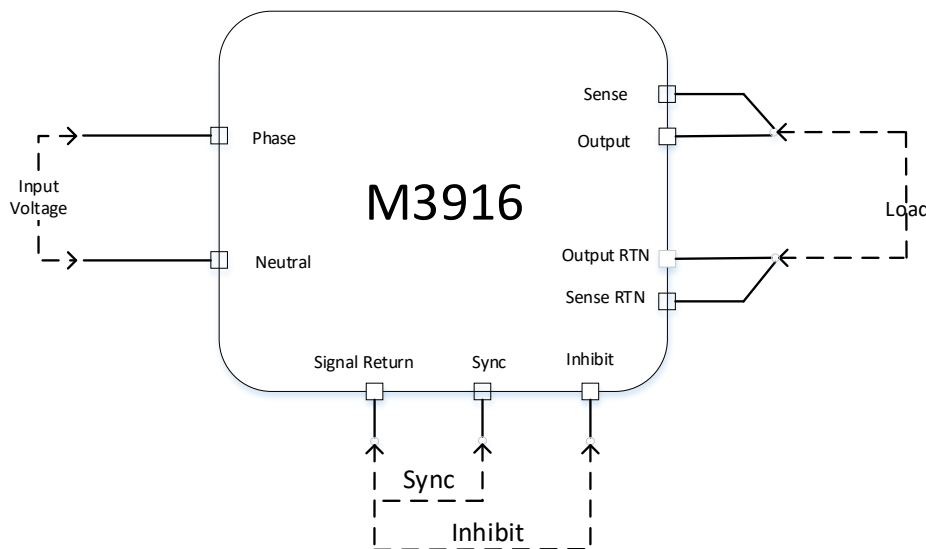 Sense
Phase
Output
Input
Voltage
M3916
Load
Neutral
Output RTN
Sense RTN
Signal Return
Sync
Inhibit
Sync
Inhibit